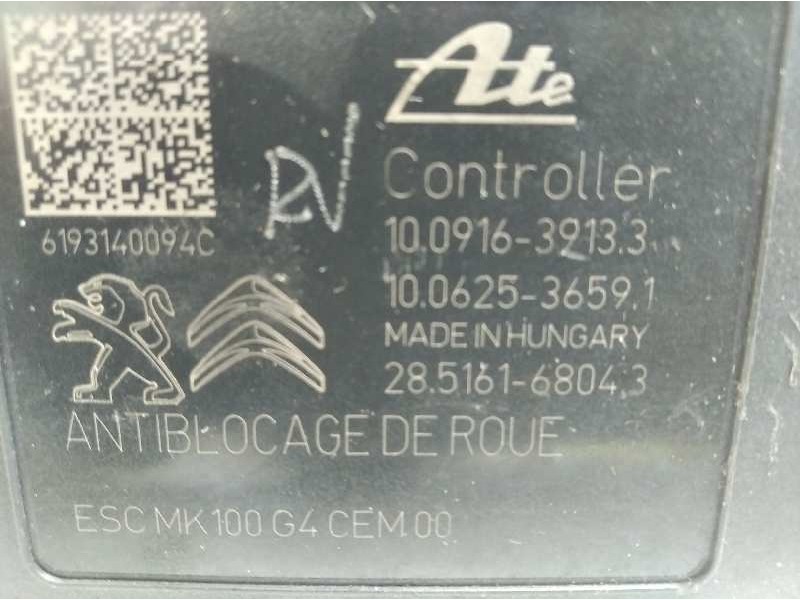 Ate
Controller
10.0916-3913.3
6193140094C
10.0625-3659.1
MADE IN HUNGARY
28.5161-6804.3
ANTIBLOCAGE DE ROUE
ESC MK100 G4 CEM 00